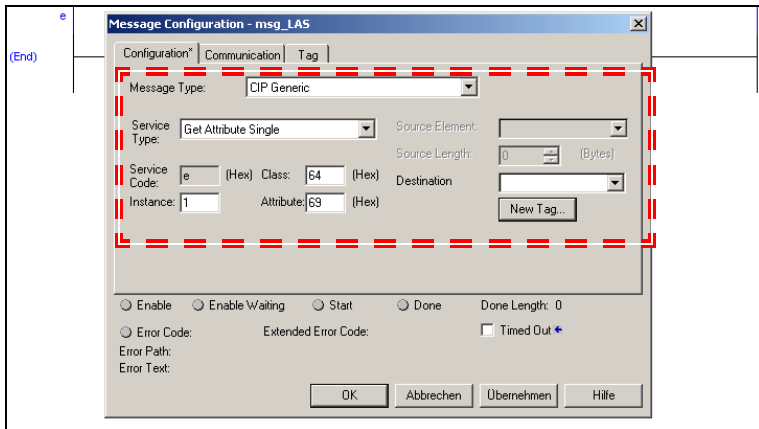 e
(End)
Message Configuration - msg_LAS
Configuration* Communication Tag
Message Type: CIP Generic
Service Type: Get Attribute Single
Source Element:
Source Length: 0 (Bytes)
Service Code: e (Hex) Class: 64 (Hex)
Destination
Instance: 1 Attribute: 69 (Hex)
New Tag...
Enable Enable Waiting Start Done Done Length: 0
Error Code: Extended Error Code: Timed Out
Error Path:
Error Text:
OK Abbrechen Übernehmen Hilfe